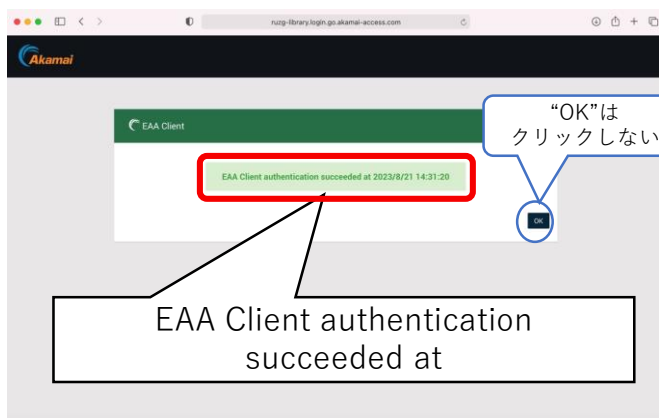 ruzg-library.login.go.akamai-access.com
Akamai
“OK”は
クリックしない
EAA Client
EAA Client authentication succeeded at 2023/8/21 14:31:20
OK
EAA Client authentication
succeeded at